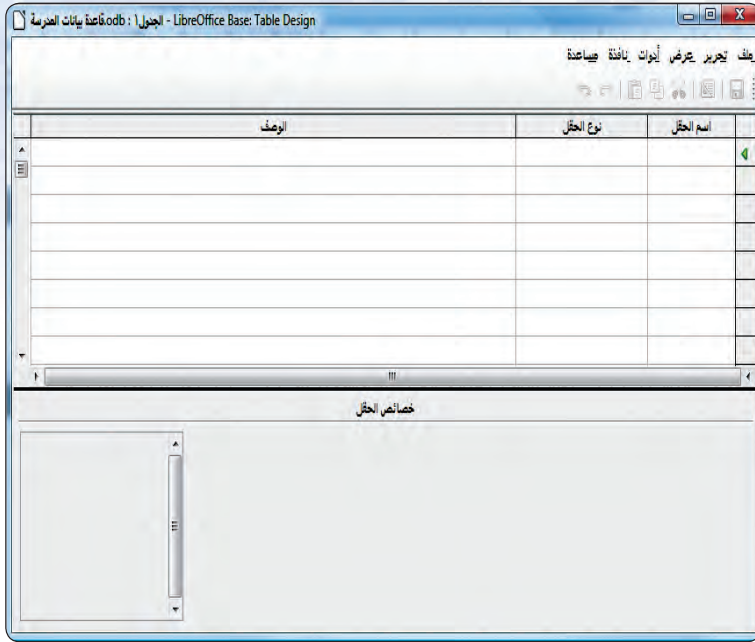 قاعدة بيانات المدرسة.odb : الجدول١ - LibreOffice Base: Table Design
ملف تحرير عرض أدوات نافذة مساعدة
اسم الحقل نوع الحقل الوصف
خصائص الحقل